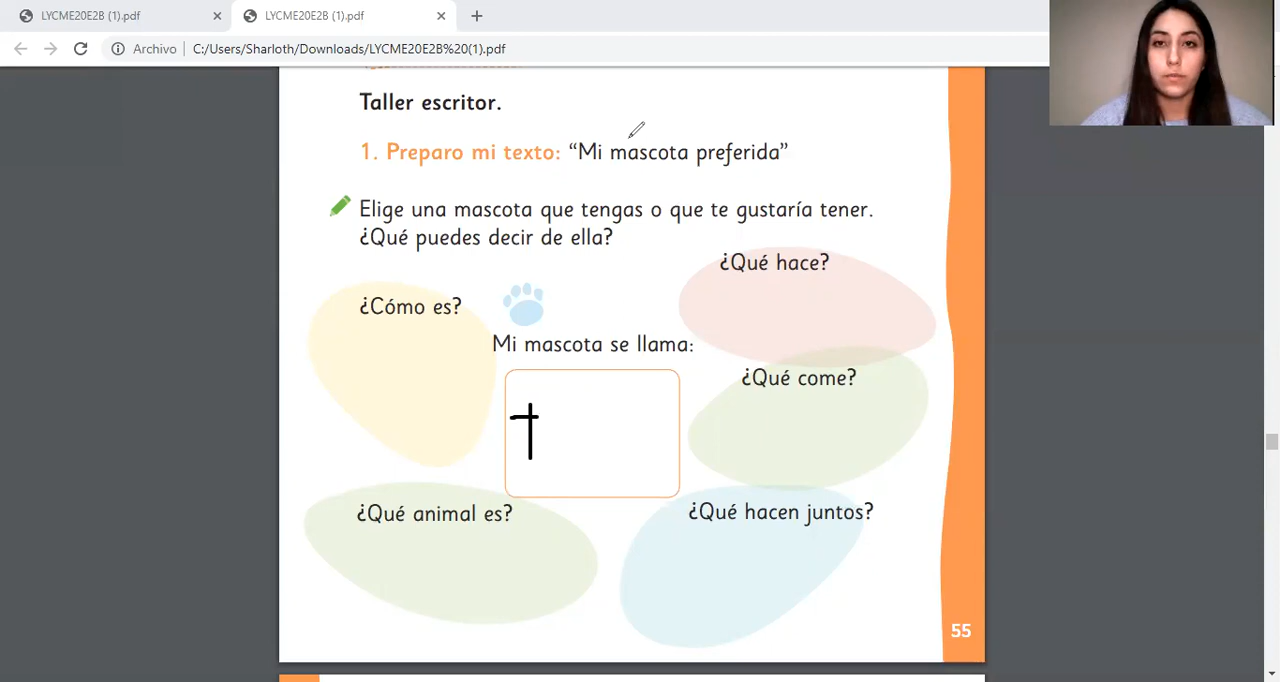 LYCME20E2B (1).pdf
LYCME20E2B (1).pdf
Archivo
C:/Users/Sharloth/Downloads/LYCME20E2B%20(1).pdf
Taller escritor.
1. Preparo mi texto: “Mi mascota preferida”
Elige una mascota que tengas o que te gustaría tener.
¿Qué puedes decir de ella?
¿Qué hace?
¿Cómo es?
Mi mascota se llama:
¿Qué come?
t
¿Qué animal es?
¿Qué hacen juntos?
55